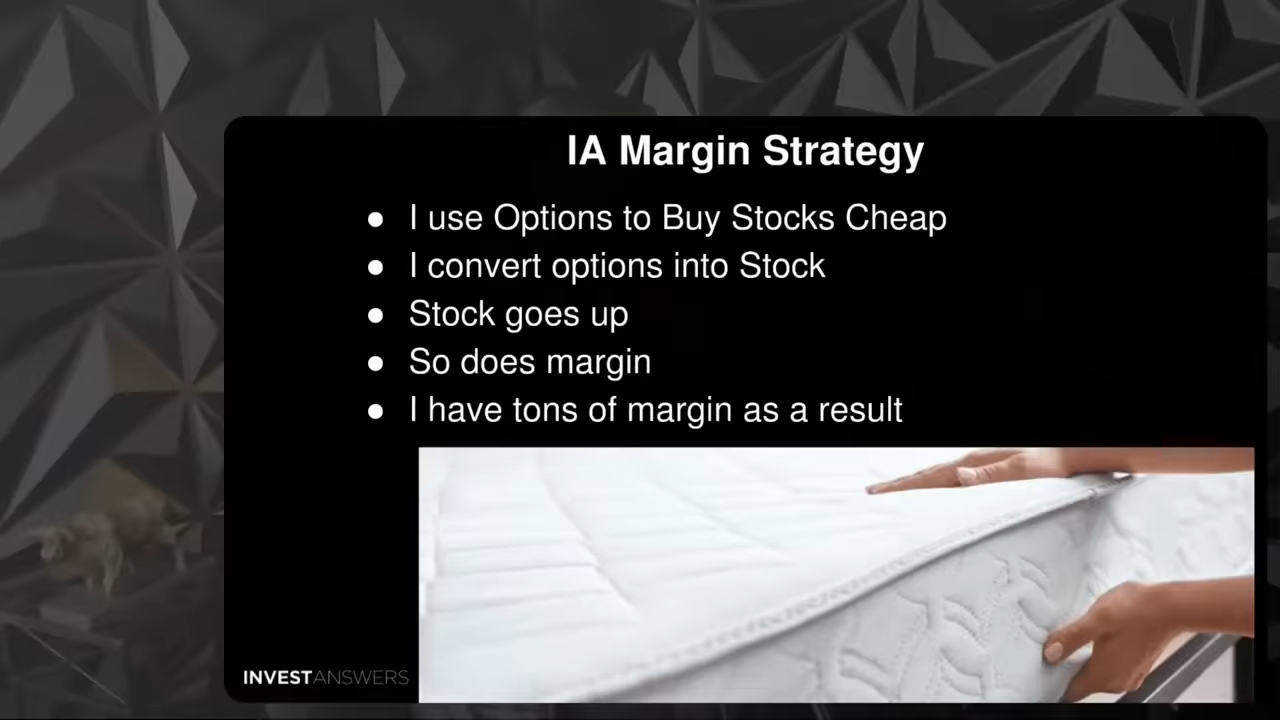 IA Margin Strategy
● I use Options to Buy Stocks Cheap
● I convert options into Stock
● Stock goes up
● So does margin
● I have tons of margin as a result
INVESTANSWERS